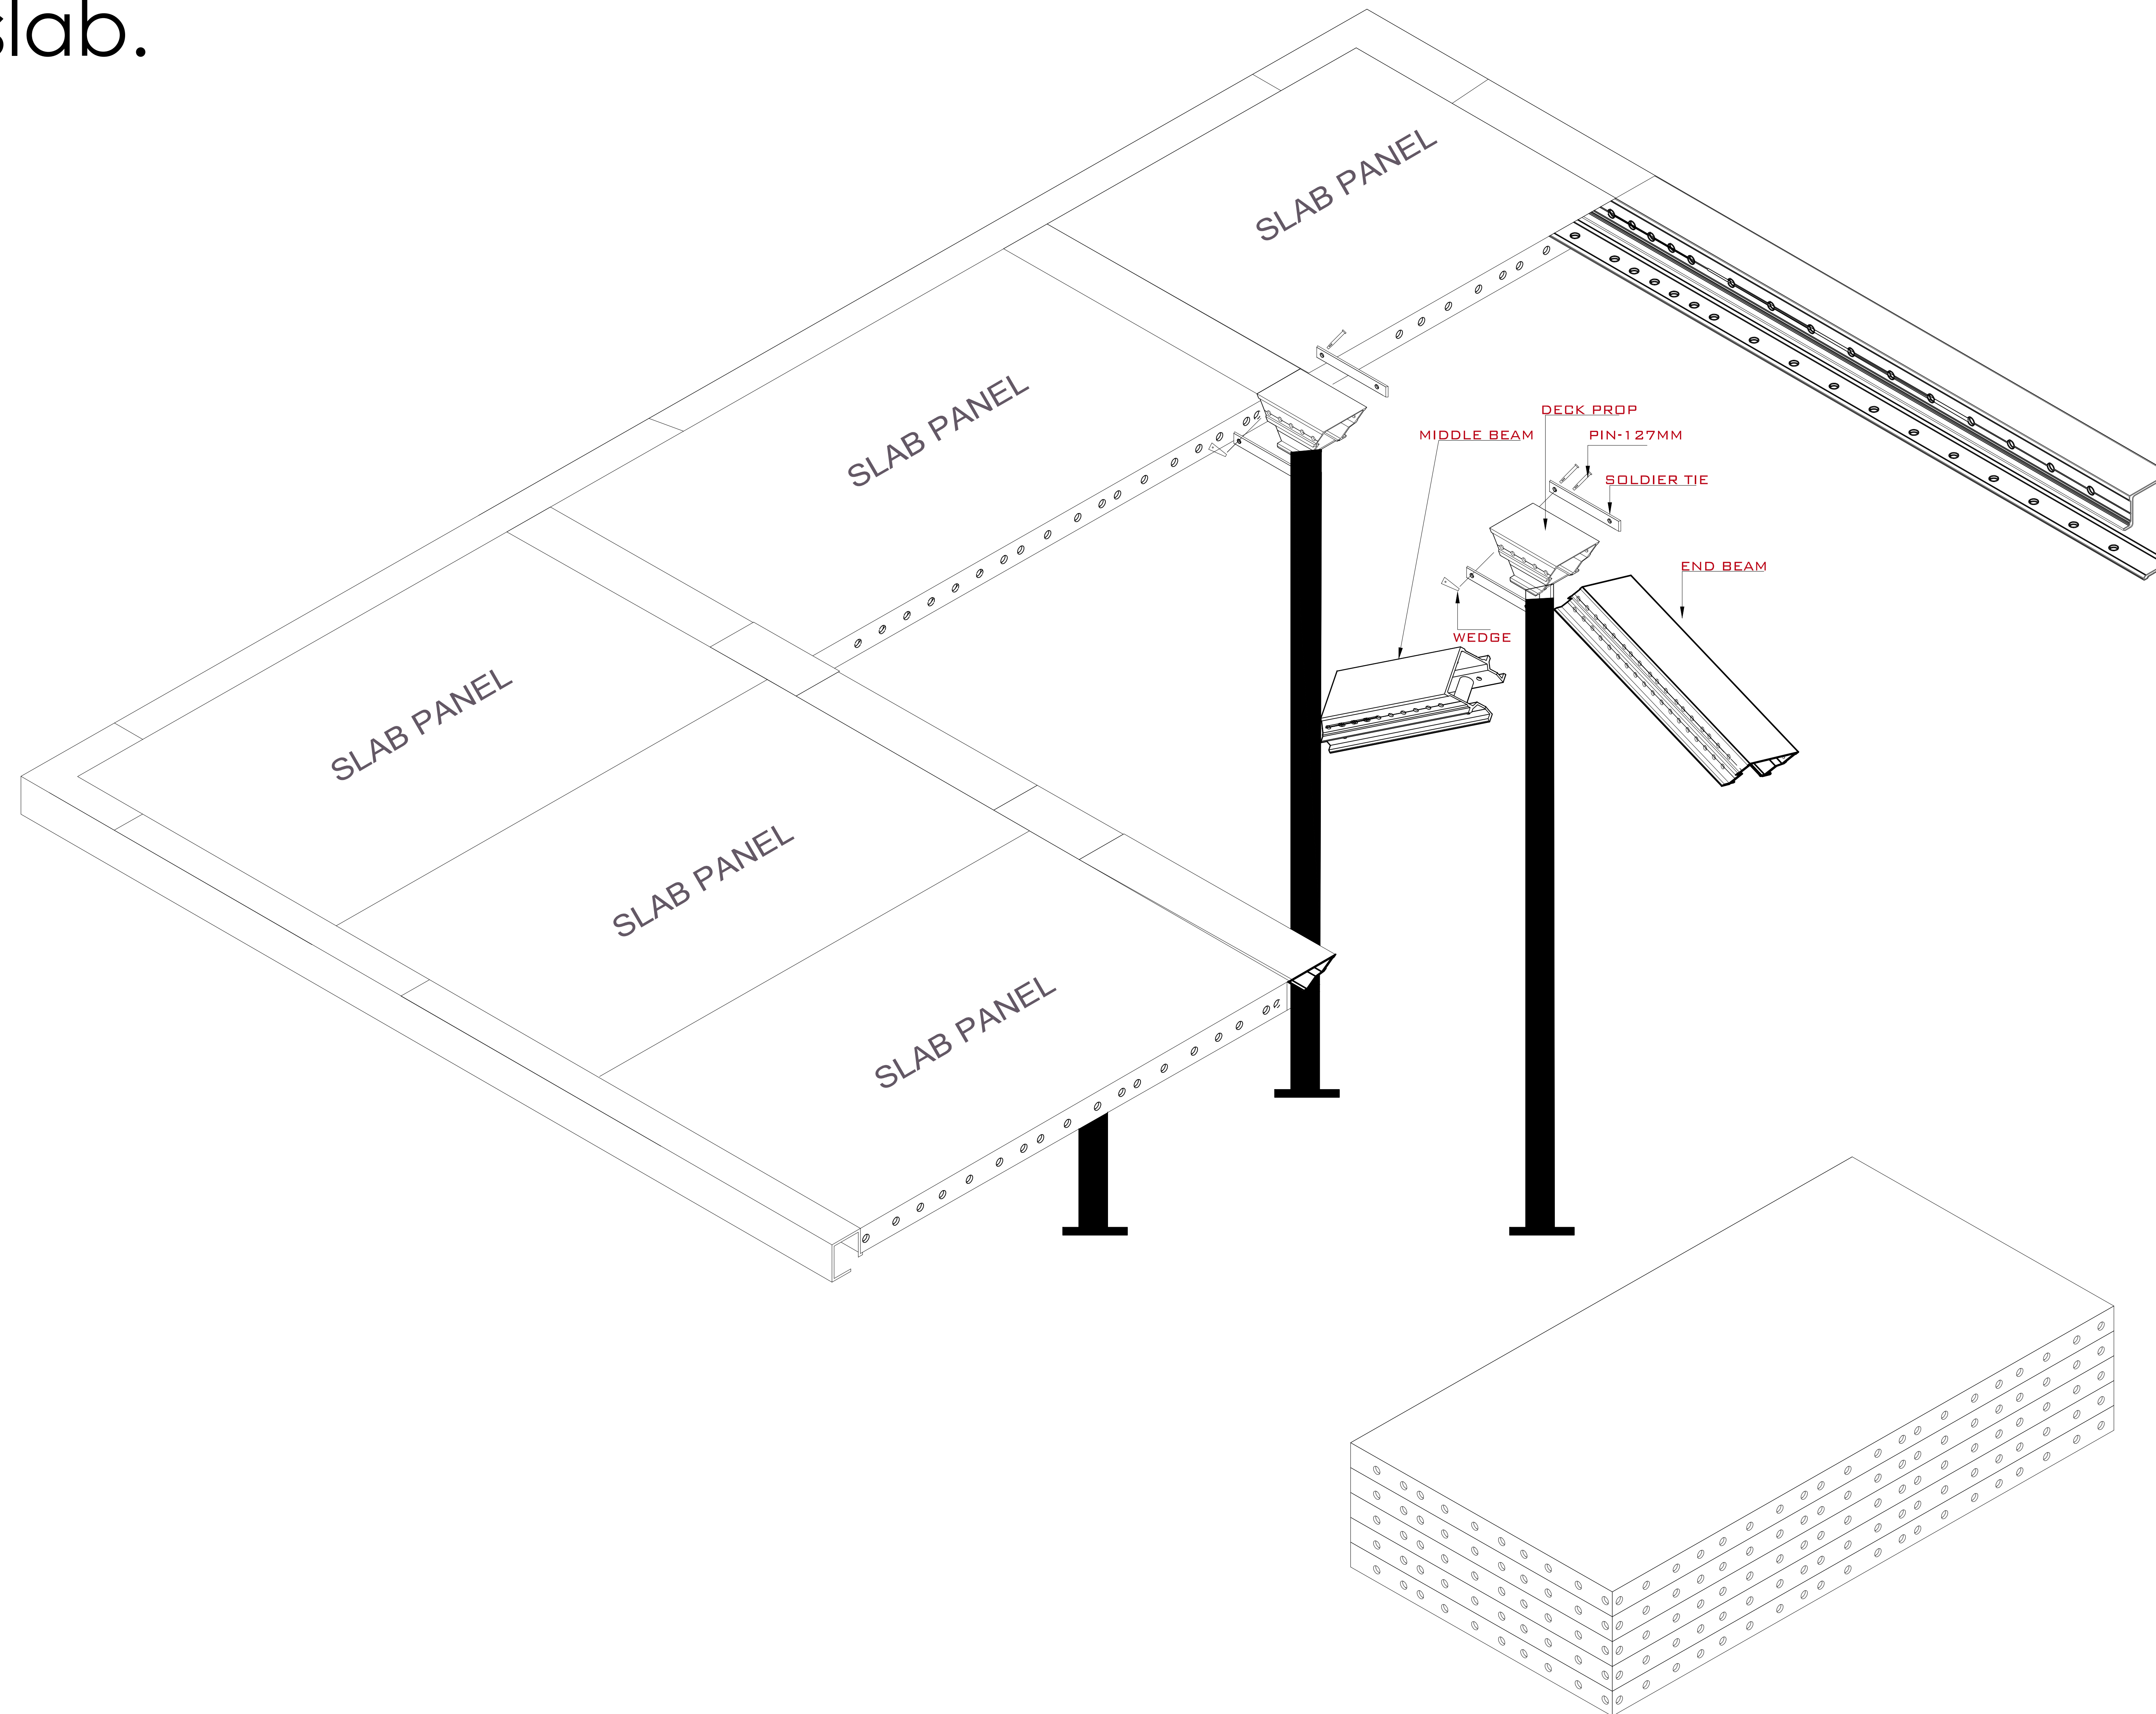 slab.
SLAB PANEL
SLAB PANEL
DECK PROP
MIDDLE BEAM
PIN-127MM
SOLDIER TIE
END BEAM
WEDGE
SLAB PANEL
SLAB PANEL
SLAB PANEL